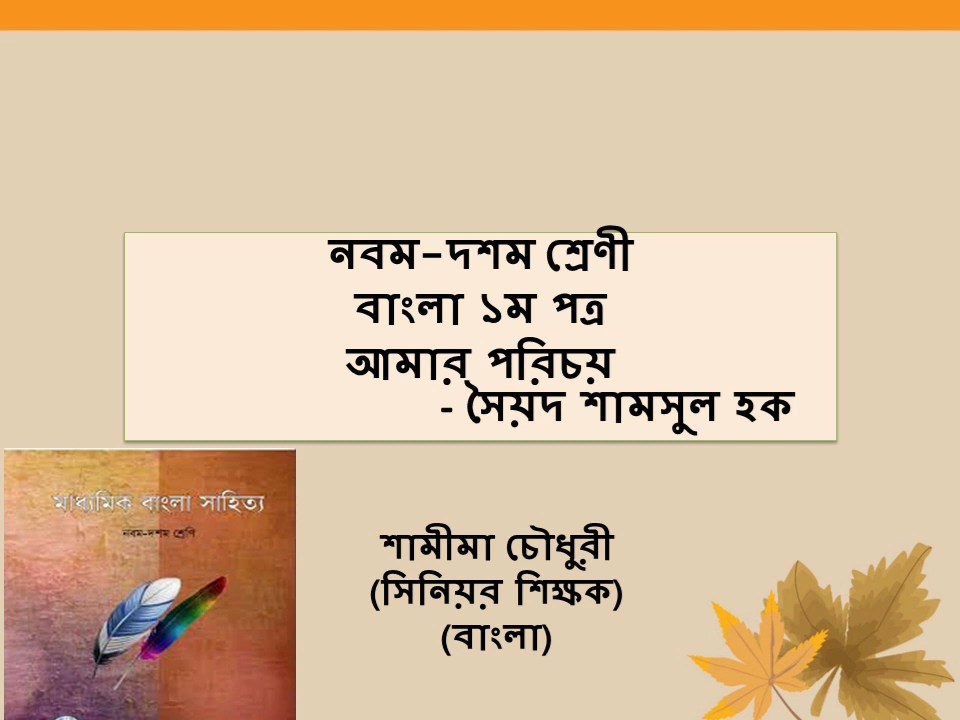 নবম–দশম শ্রেণী
বাংলা ১ম পত্র
আমার পরিচয়
- সৈয়দ শামসুল হক
মাধ্যমিক বাংলা সাহিত্য
নবম-দশম শ্রেণি
শামীমা চৌধুরী
(সিনিয়র শিক্ষক)
(বাংলা)